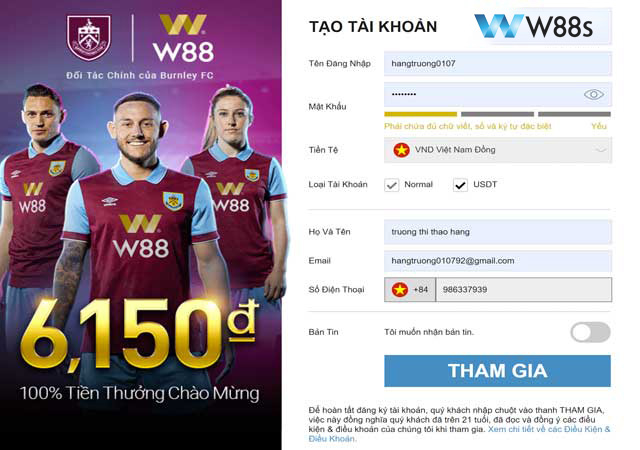 W88
Đối Tác Chính của Burnley FC
W88
W88
W88
6,150₫
100% Tiền Thưởng Chào Mừng
TẠO TÀI KHOẢN
W88s
Tên Đăng Nhập
hangtruong0107
Mật Khẩu
••••••••
Phải chứa đủ chữ viết, số và ký tự đặc biệt
Yếu
Tiền Tệ
VND Việt Nam Đồng
Loại Tài Khoản
Normal
USDT
Họ Và Tên
truong thi thao hang
Email
hangtruong010792@gmail.com
Số Điện Thoại
+84
986337939
Bản Tin
Tôi muốn nhận bản tin.
THAM GIA
Để hoàn tất đăng ký tài khoản, quý khách nhập chuột vào thanh THAM GIA,
việc này đồng nghĩa quý khách đã trên 21 tuổi, đã đọc và đồng ý các điều
kiện & điều khoản của chúng tôi khi tham gia. Xem chi tiết về các Điều Kiện &
Điều Khoản.